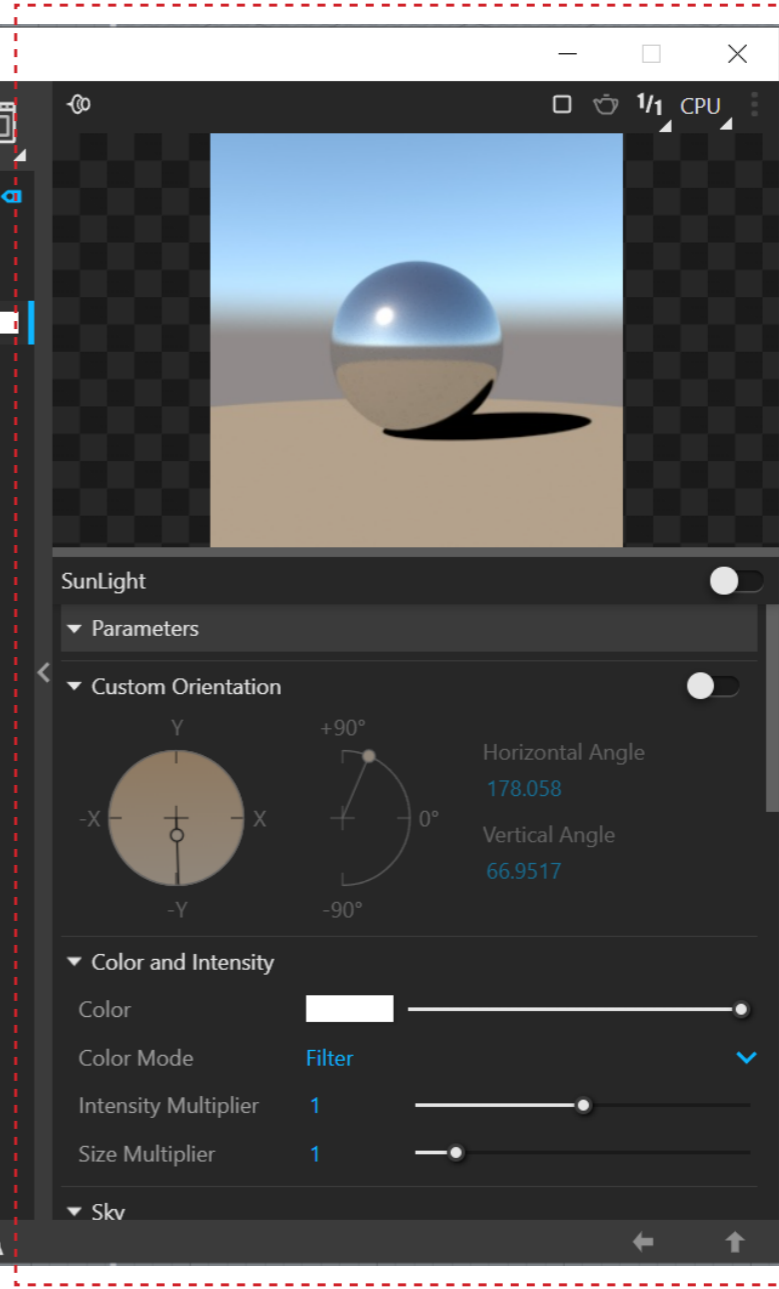 1/1 CPU
SunLight
Parameters
Custom Orientation
Y +90°
Horizontal Angle
178.058
-X X 0°
Vertical Angle
66.9517
-Y -90°
Color and Intensity
Color
Color Mode Filter
Intensity Multiplier 1
Size Multiplier 1
Sky